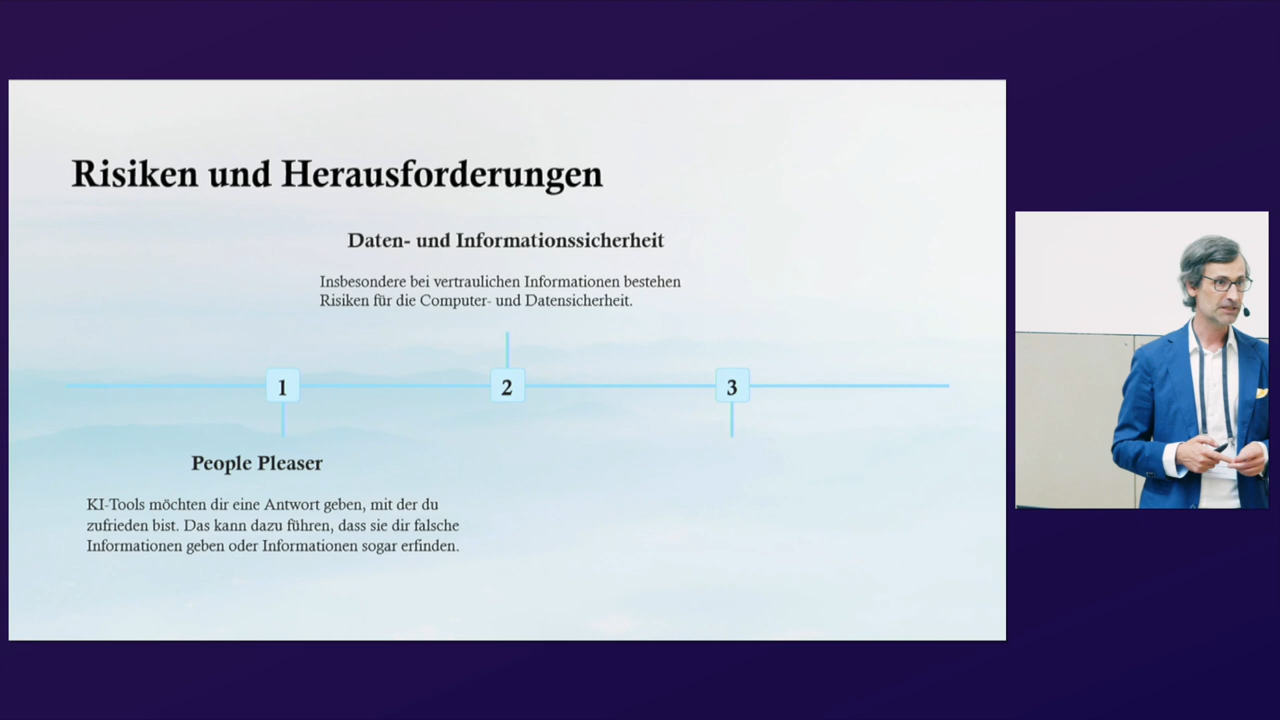 Risiken und Herausforderungen
Daten- und Informationssicherheit
Insbesondere bei vertraulichen Informationen bestehen
Risiken für die Computer- und Datensicherheit.
1
2
3
People Pleaser
KI-Tools möchten dir eine Antwort geben, mit der du
zufrieden bist. Das kann dazu führen, dass sie dir falsche
Informationen geben oder Informationen sogar erfinden.